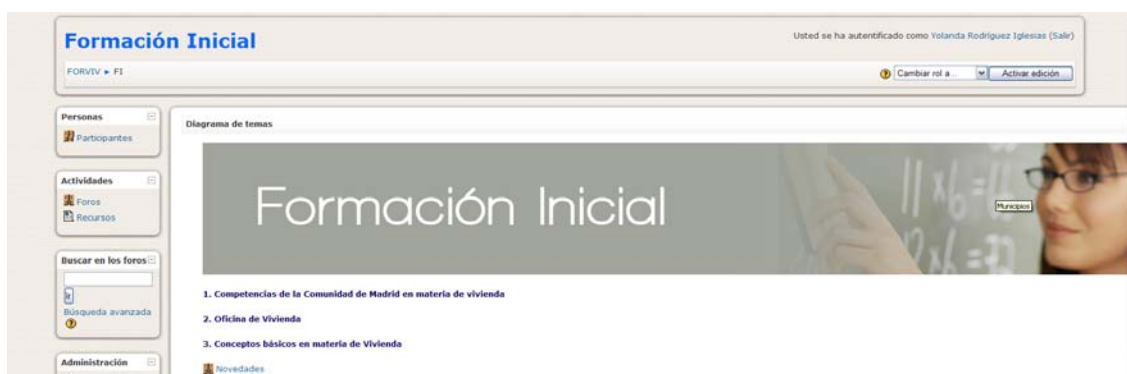 Formación Inicial
Usted se ha autentificado como Yolanda Rodríguez Iglesias (Salir)
FORVIV ► FI
Cambiar rol a...
Activar edición
Personas
Participantes
Actividades
Foros
Recursos
Buscar en los foros
Ir
Búsqueda avanzada
Administración
Diagrama de temas
Formación Inicial
Municipios
1. Competencias de la Comunidad de Madrid en materia de vivienda
2. Oficina de Vivienda
3. Conceptos básicos en materia de Vivienda
Novedades